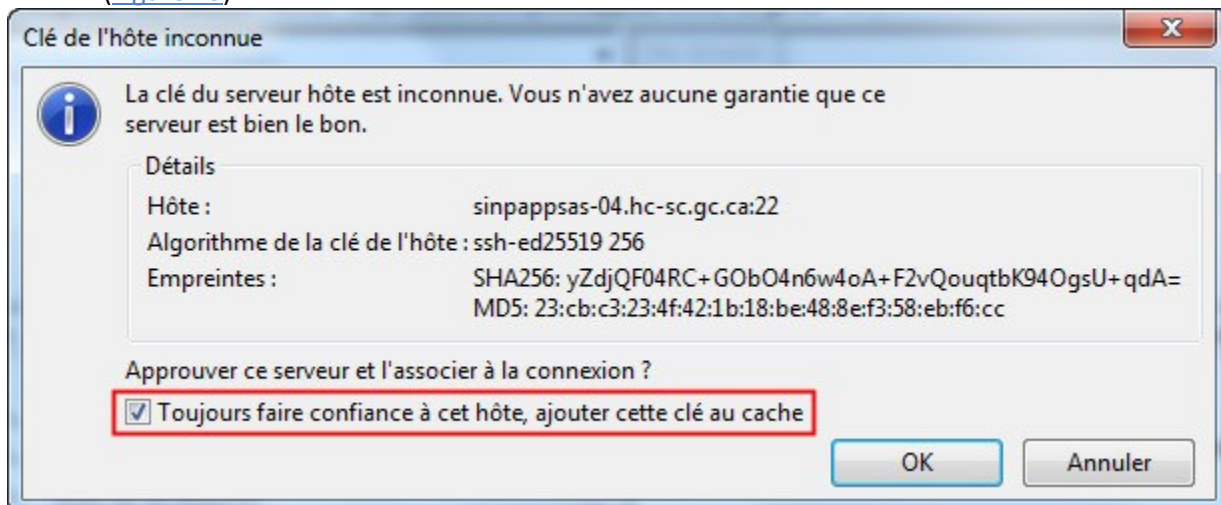 Clé de l'hôte inconnue
La clé du serveur hôte est inconnue. Vous n'avez aucune garantie que ce
serveur est bien le bon.
Détails
Hôte : sinpappsas-04.hc-sc.gc.ca:22
Algorithme de la clé de l'hôte : ssh-ed25519 256
Empreintes : SHA256: yZdjQF04RC+GObO4n6w4oA+F2vQouqtbK94OgsU+qdA=
MD5: 23:cb:c3:23:4f:42:1b:18:be:48:8e:f3:58:eb:f6:cc
Approuver ce serveur et l'associer à la connexion ?
Toujours faire confiance à cet hôte, ajouter cette clé au cache
OK Annuler